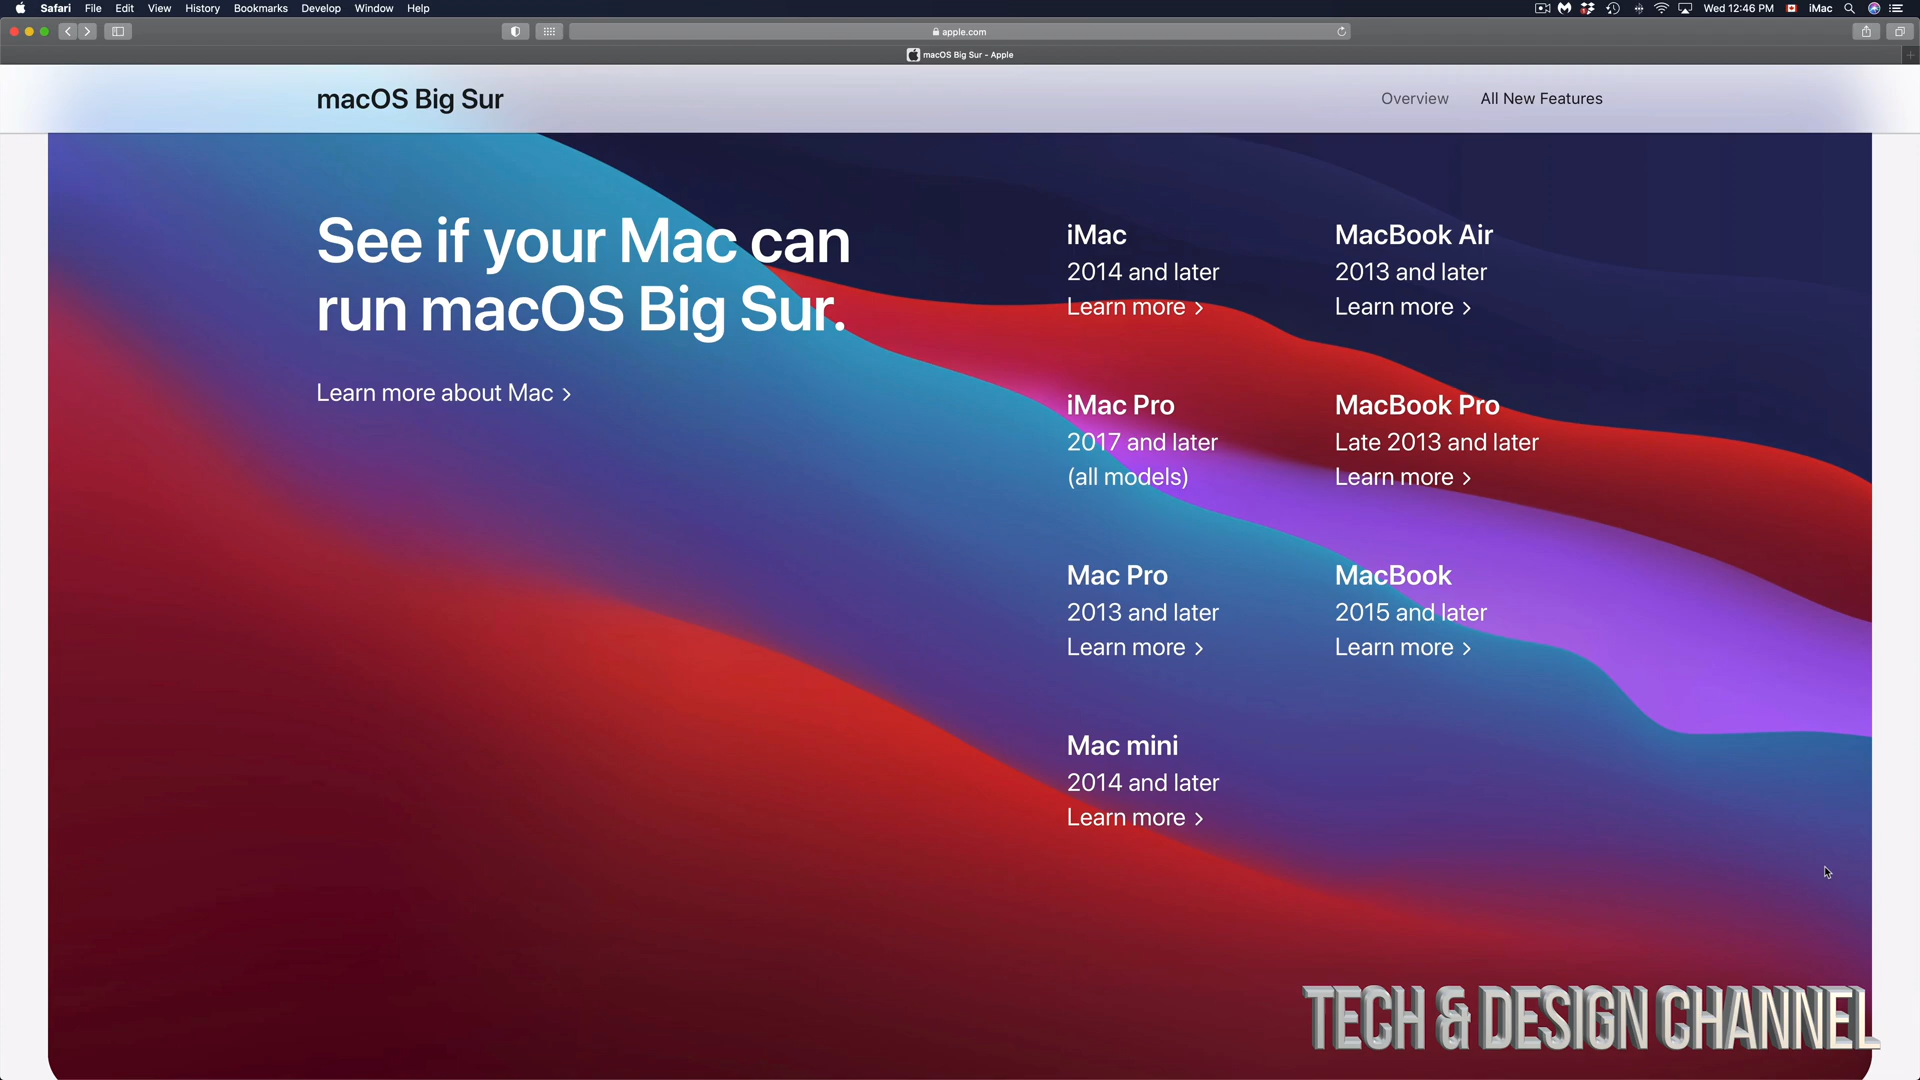 Safari File Edit View History Bookmarks Develop Window Help
Wed 12:46 PM iMac
apple.com
macOS Big Sur - Apple
macOS Big Sur
Overview All New Features
See if your Mac can
run macOS Big Sur.
Learn more about Mac >
iMac
2014 and later
Learn more >
MacBook Air
2013 and later
Learn more >
iMac Pro
2017 and later
(all models)
MacBook Pro
Late 2013 and later
Learn more >
Mac Pro
2013 and later
Learn more >
MacBook
2015 and later
Learn more >
Mac mini
2014 and later
Learn more >
TECH & DESIGN CHANNEL